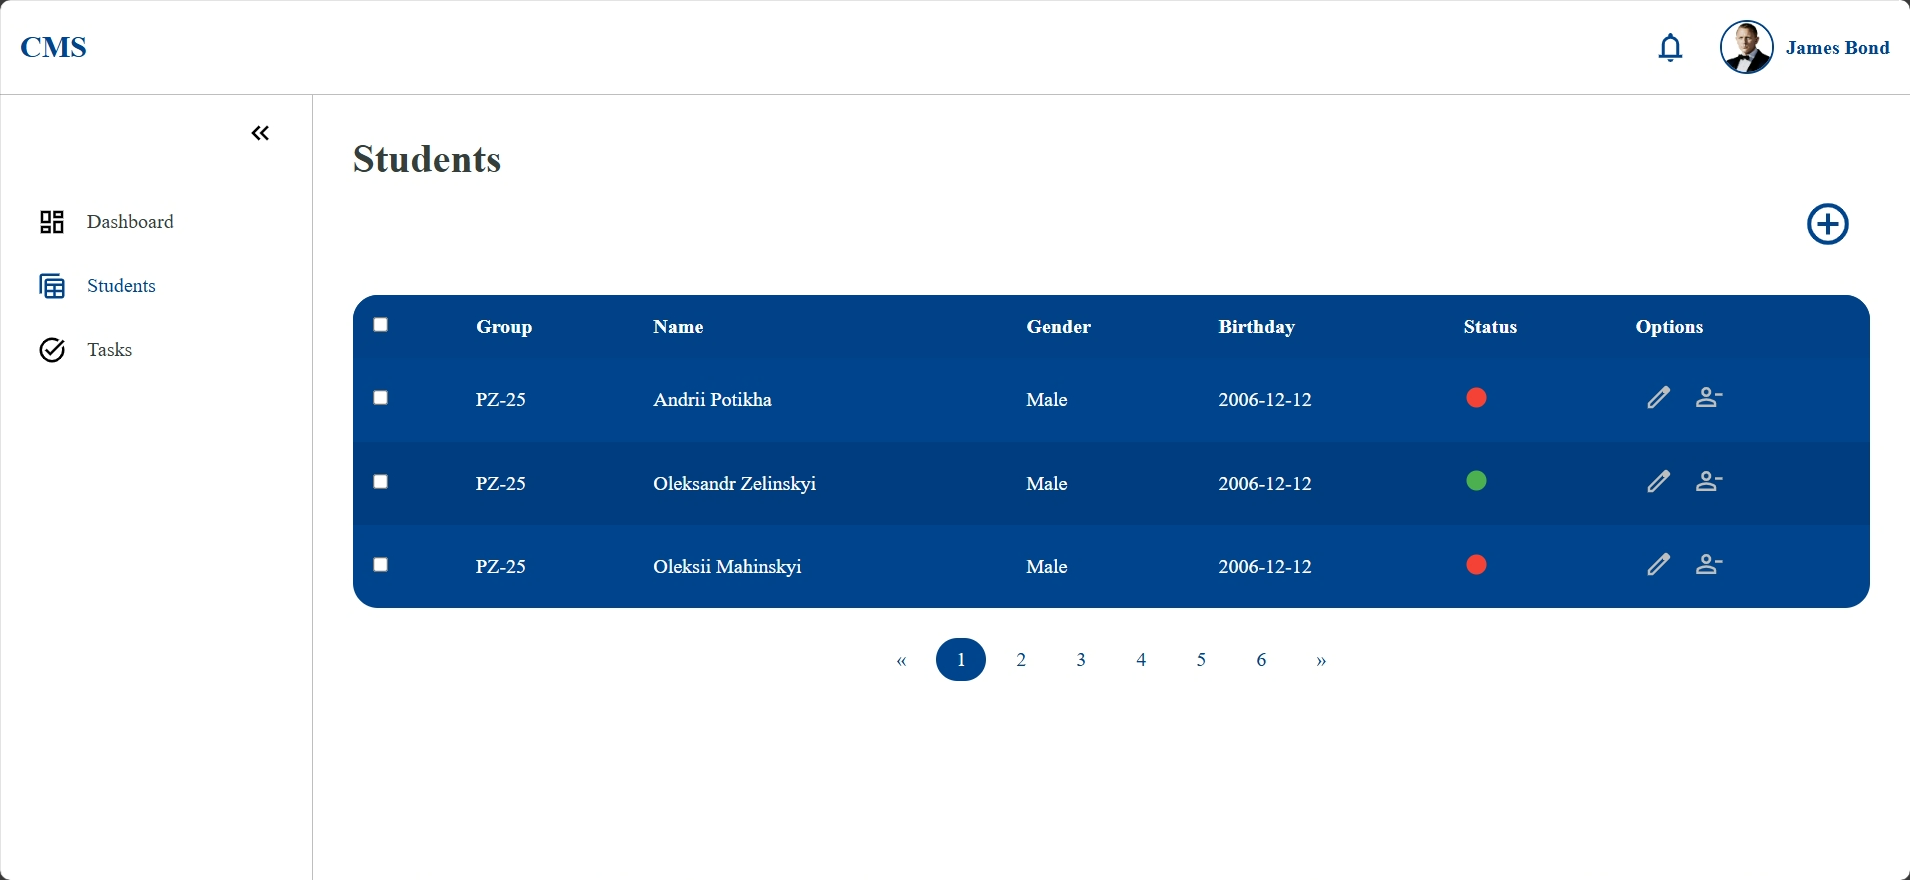 CMS
James Bond
Students
Dashboard
Students
Tasks
Group Name Gender Birthday Status Options
PZ-25 Andrii Potikha Male 2006-12-12
PZ-25 Oleksandr Zelinskyi Male 2006-12-12
PZ-25 Oleksii Mahinskyi Male 2006-12-12
« 1 2 3 4 5 6 »